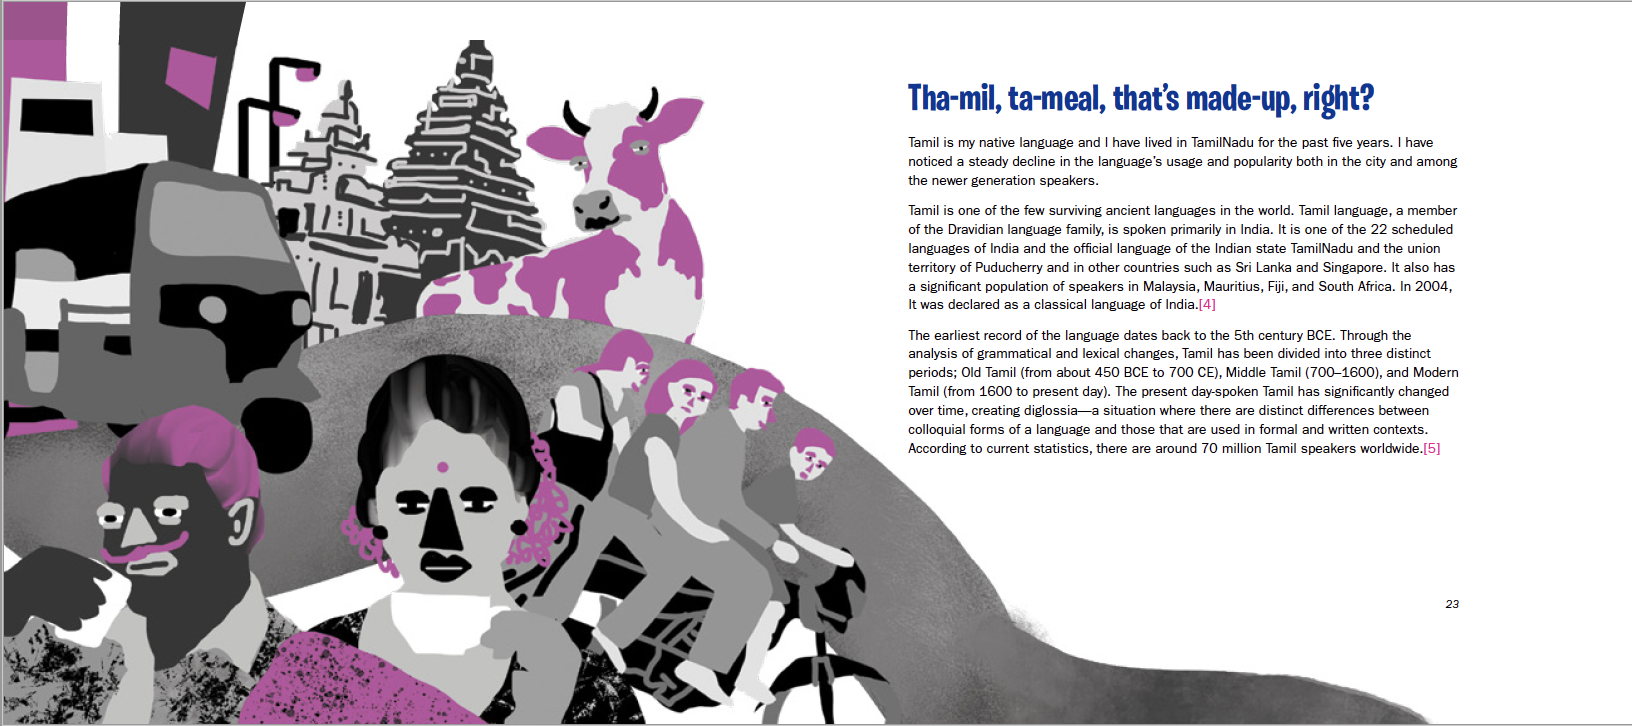 Tha-mil, ta-meal, that's made-up, right?
Tamil is my native language and I have lived in TamilNadu for the past five years. I have
noticed a steady decline in the language's usage and popularity both in the city and among
the newer generation speakers.
Tamil is one of the few surviving ancient languages in the world. Tamil language, a member
of the Dravidian language family, is spoken primarily in India. It is one of the 22 scheduled
languages of India and the official language of the Indian state TamilNadu and the union
territory of Puducherry and in other countries such as Sri Lanka and Singapore. It also has
a significant population of speakers in Malaysia, Mauritius, Fiji, and South Africa. In 2004,
It was declared as a classical language of India.[4]
The earliest record of the language dates back to the 5th century BCE. Through the
analysis of grammatical and lexical changes, Tamil has been divided into three distinct
periods; Old Tamil (from about 450 BCE to 700 CE), Middle Tamil (700–1600), and Modern
Tamil (from 1600 to present day). The present day-spoken Tamil has significantly changed
over time, creating diglossia—a situation where there are distinct differences between
colloquial forms of a language and those that are used in formal and written contexts.
According to current statistics, there are around 70 million Tamil speakers worldwide.[5]
23